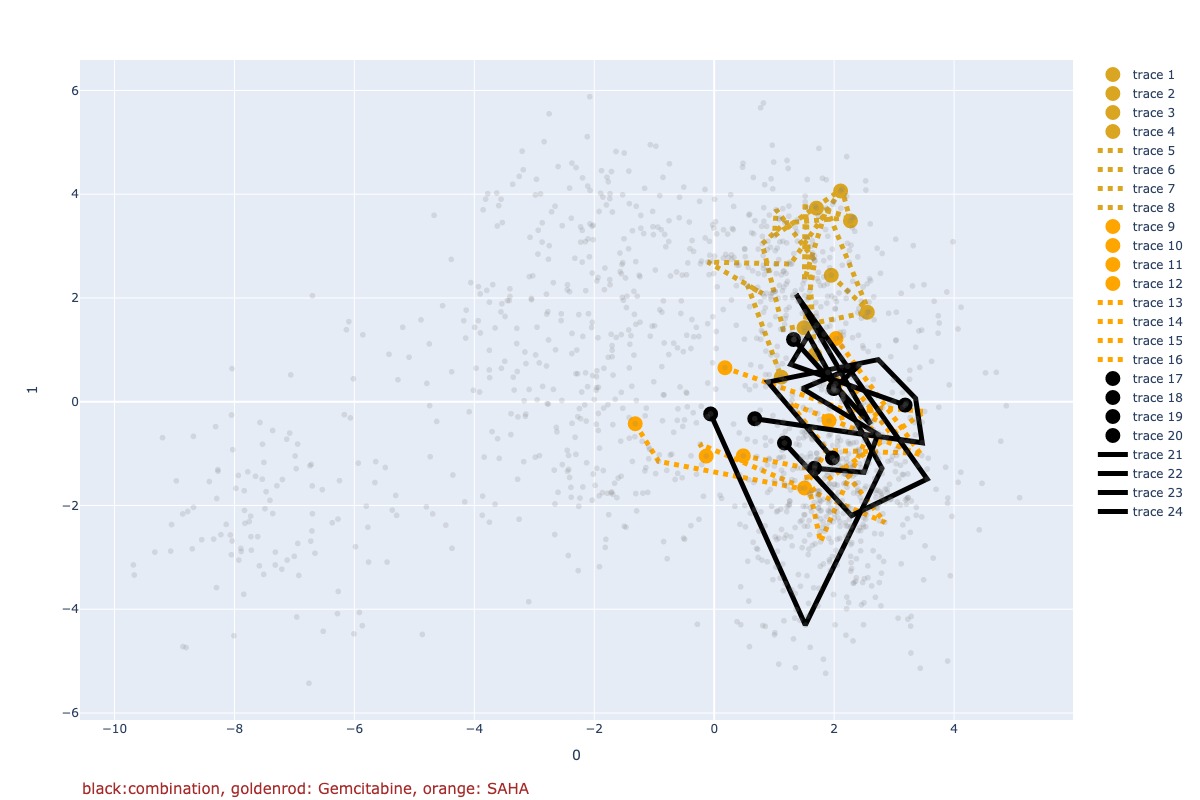 6
4
2
0
−2
−4
−6
1
−10
−8
−6
−4
−2
0
2
4
0
trace 1
trace 2
trace 3
trace 4
trace 5
trace 6
trace 7
trace 8
trace 9
trace 10
trace 11
trace 12
trace 13
trace 14
trace 15
trace 16
trace 17
trace 18
trace 19
trace 20
trace 21
trace 22
trace 23
trace 24
black:combination, goldenrod: Gemcitabine, orange: SAHA